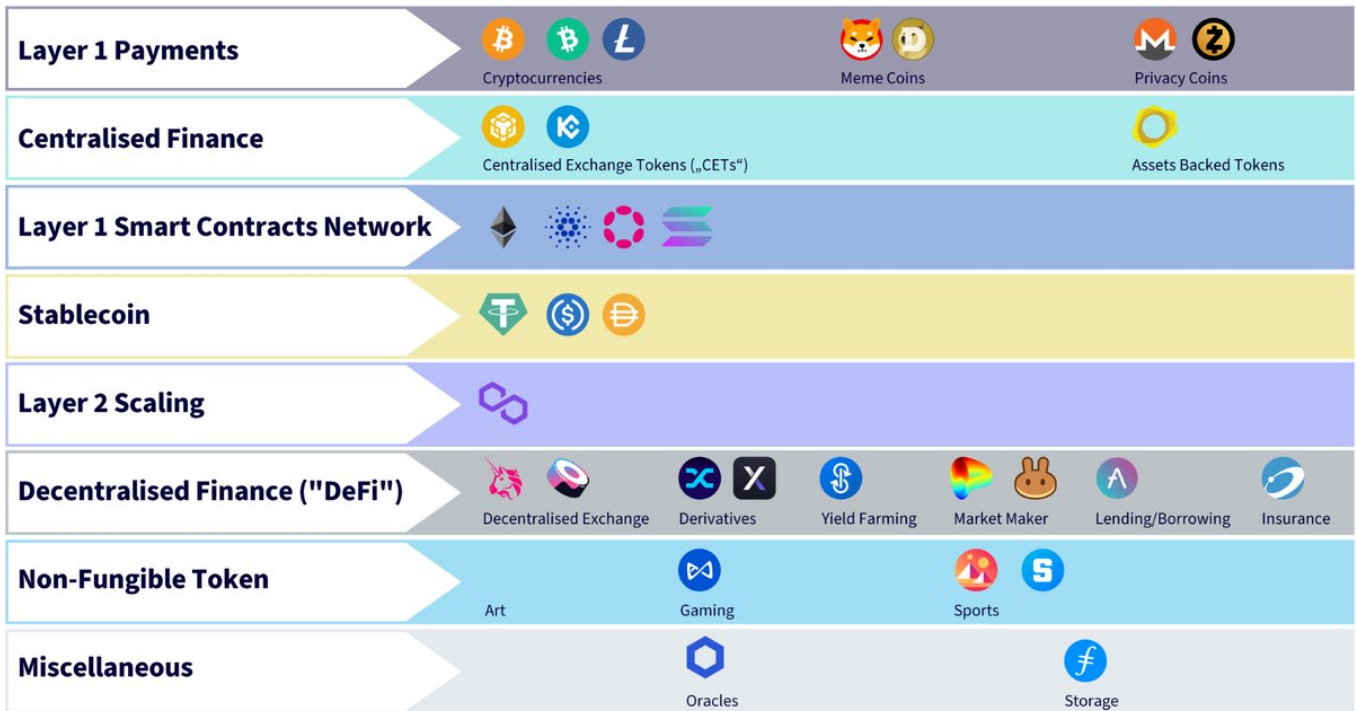 Layer 1 Payments
Cryptocurrencies
Meme Coins
Privacy Coins
Centralised Finance
Centralised Exchange Tokens („CETs“)
Assets Backed Tokens
Layer 1 Smart Contracts Network
Stablecoin
Layer 2 Scaling
Decentralised Finance ("DeFi")
Decentralised Exchange
Derivatives
Yield Farming
Market Maker
Lending/Borrowing
Insurance
Non-Fungible Token
Art
Gaming
Sports
Miscellaneous
Oracles
Storage